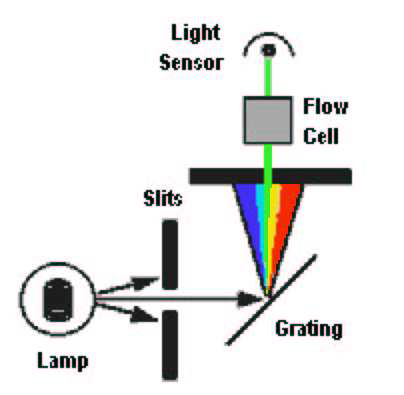 Light
Sensor
Flow
Cell
Slits
Grating
Lamp